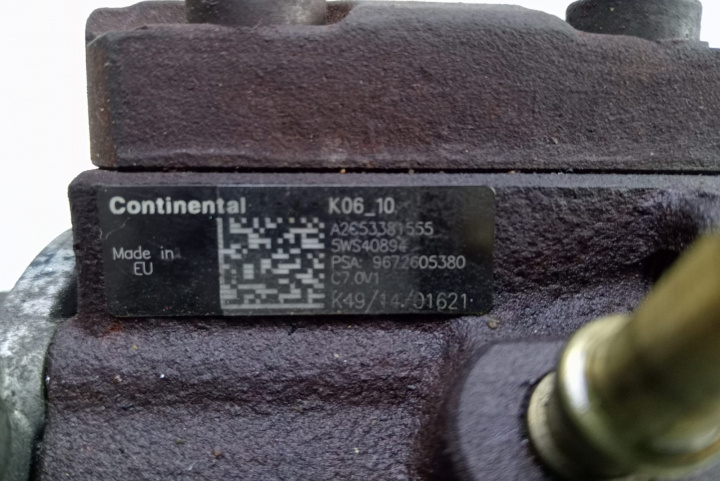 Continental K06_10
A2C53381555
5WS40894
Made in
EU
PSA: 9672605380
C7.0V1
K49/14-01621